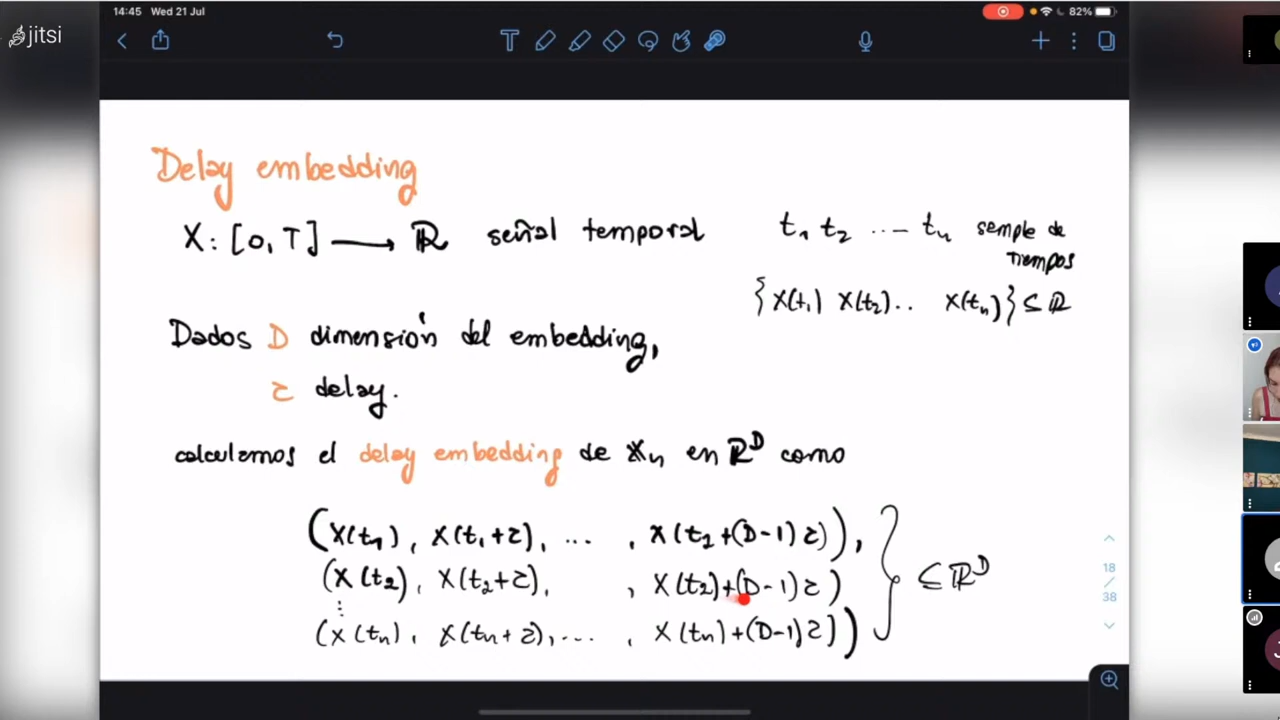 14:45 Wed 21 Jul
82%
jitsi
T
Delay embedding
X: [0, T] ⟶ ℝ señal temporal
t₁ t₂ ... tₙ semple de
tiempos
{X(t₁) X(t₂).. X(tₙ)} ⊆ ℝ
Dados D dimensión del embedding,
τ delay.
calculemos el delay embedding de Xₙ en ℝᴰ como
(X(t₁), X(t₁+τ), ... , X(t₂+(D-1)τ)),
(X(t₂), X(t₂+τ), , X(t₂)+(D-1)τ)
⋮
(X(tₙ), X(tₙ+τ),... , X(tₙ)+(D-1)τ])
} ⊆ ℝᴰ
18
/
38